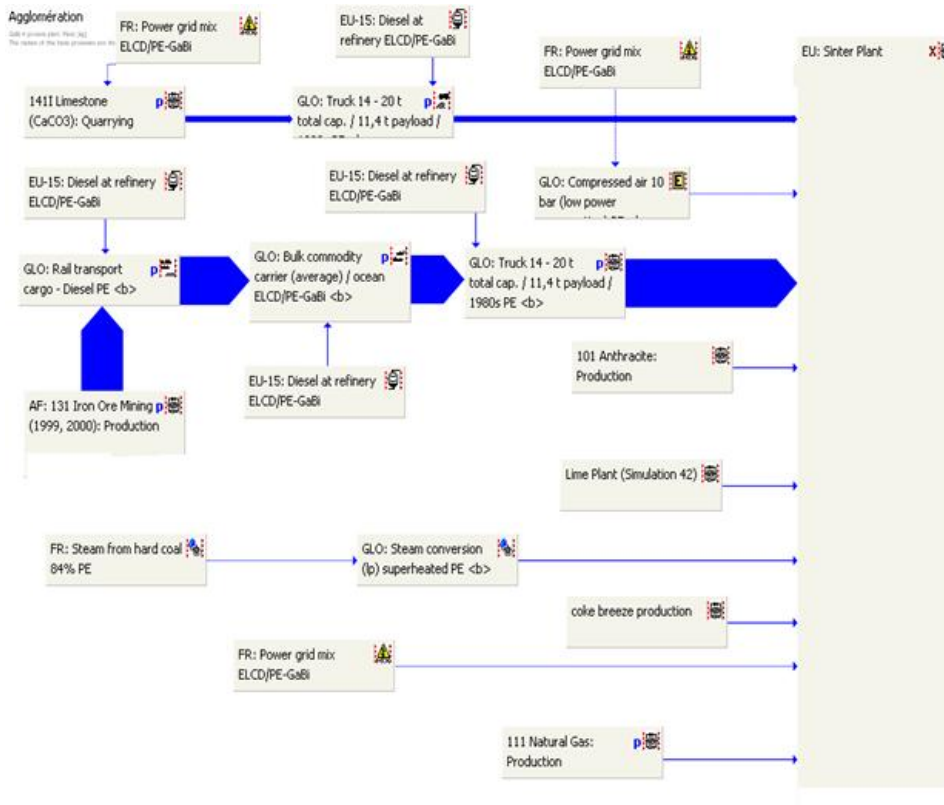 Agglomération
FR: Power grid mix
ELCD/PE-GaBi
EU-15: Diesel at
refinery ELCD/PE-GaBi
FR: Power grid mix
ELCD/PE-GaBi
EU: Sinter Plant
X
141I Limestone
(CaCO3): Quarrying
p
GLO: Truck 14 - 20 t
total cap. / 11,4 t payload /
p
EU-15: Diesel at refinery
ELCD/PE-GaBi
EU-15: Diesel at refinery
ELCD/PE-GaBi
GLO: Compressed air 10
bar (low power
GLO: Rail transport
cargo - Diesel PE <b>
p
GLO: Bulk commodity
carrier (average) / ocean
ELCD/PE-GaBi <b>
p
GLO: Truck 14 - 20 t
total cap. / 11,4 t payload /
1980s PE <b>
p
101 Anthracite:
Production
EU-15: Diesel at refinery
ELCD/PE-GaBi
AF: 131 Iron Ore Mining
(1999, 2000): Production
p
Lime Plant (Simulation 42)
FR: Steam from hard coal
84% PE
GLO: Steam conversion
(lp) superheated PE <b>
coke breeze production
FR: Power grid mix
ELCD/PE-GaBi
111 Natural Gas:
Production
p